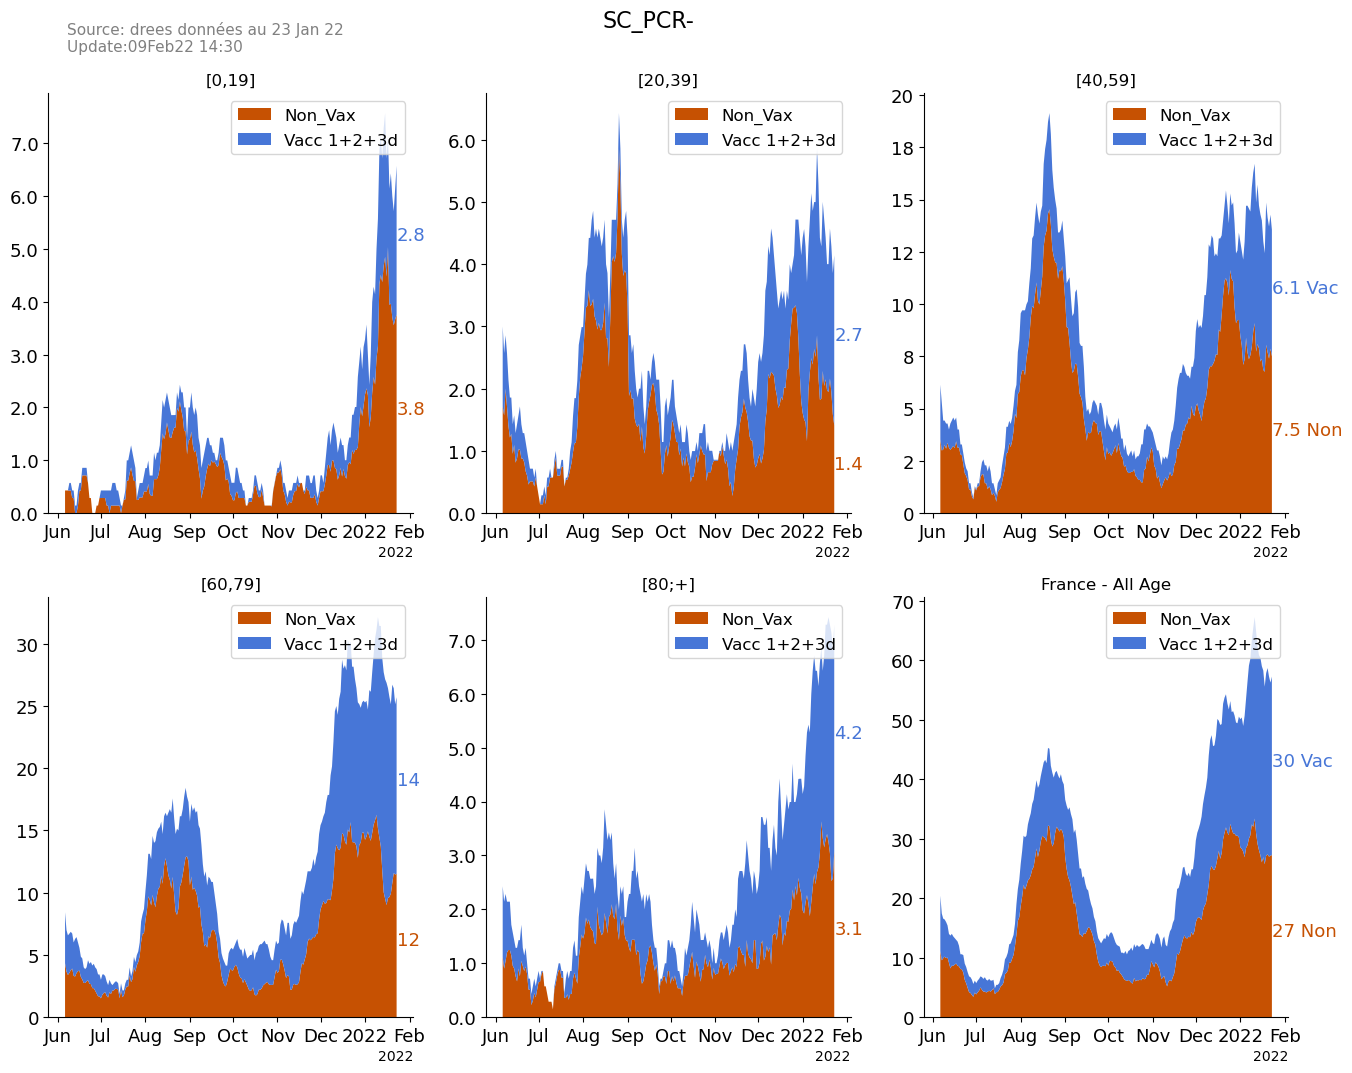 SC_PCR-
Source: drees données au 23 Jan 22
Update:09Feb22 14:30
[0,19]
Non_Vax
Vacc 1+2+3d
7.0
6.0
5.0
4.0
3.0
2.0
1.0
0.0
2.8
3.8
Jun Jul Aug Sep Oct Nov Dec 2022 Feb
2022
[20,39]
Non_Vax
Vacc 1+2+3d
6.0
5.0
4.0
3.0
2.0
1.0
0.0
2.7
1.4
Jun Jul Aug Sep Oct Nov Dec 2022 Feb
2022
[40,59]
Non_Vax
Vacc 1+2+3d
20
18
15
12
10
8
5
2
0
6.1 Vac
7.5 Non
Jun Jul Aug Sep Oct Nov Dec 2022 Feb
2022
[60,79]
Non_Vax
Vacc 1+2+3d
30
25
20
15
10
5
0
14
12
Jun Jul Aug Sep Oct Nov Dec 2022 Feb
2022
[80;+]
Non_Vax
Vacc 1+2+3d
7.0
6.0
5.0
4.0
3.0
2.0
1.0
0.0
4.2
3.1
Jun Jul Aug Sep Oct Nov Dec 2022 Feb
2022
France - All Age
Non_Vax
Vacc 1+2+3d
70
60
50
40
30
20
10
0
30 Vac
27 Non
Jun Jul Aug Sep Oct Nov Dec 2022 Feb
2022